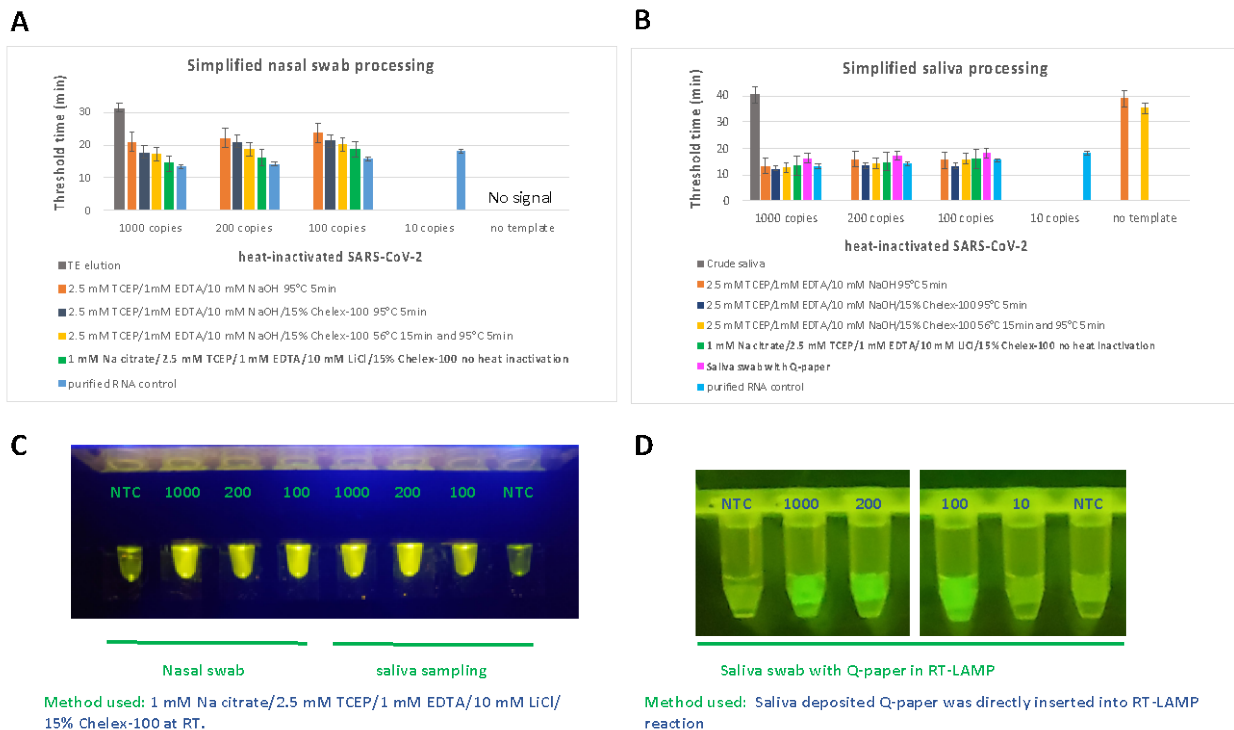 A
Simplified nasal swab processing
Threshold time (min)
30
20
10
0
No signal
1000 copies
200 copies
100 copies
10 copies
no template
heat-inactivated SARS-CoV-2
TE elution
2.5 mM TCEP/1mM EDTA/10 mM NaOH 95°C 5min
2.5 mM TCEP/1mM EDTA/10 mM NaOH/15% Chelex-100 95°C 5min
2.5 mM TCEP/1mM EDTA/10 mM NaOH/15% Chelex-100 56°C 15min and 95°C 5min
1 mM Na citrate/2.5 mM TCEP/1 mM EDTA/10 mM LiCl/15% Chelex-100 no heat inactivation
purified RNA control
B
Simplified saliva processing
Threshold time (min)
40
30
20
10
0
1000 copies
200 copies
100 copies
10 copies
no template
heat-inactivated SARS-CoV-2
Crude saliva
2.5 mM TCEP/1mM EDTA/10 mM NaOH 95°C 5min
2.5 mM TCEP/1mM EDTA/10 mM NaOH/15% Chelex-100 95°C 5min
2.5 mM TCEP/1mM EDTA/10 mM NaOH/15% Chelex-100 56°C 15min and 95°C 5min
1 mM Na citrate/2.5 mM TCEP/1 mM EDTA/10 mM LiCl/15% Chelex-100 no heat inactivation
Saliva swab with Q-paper
purified RNA control
C
NTC 1000 200 100 1000 200 100 NTC
Nasal swab
saliva sampling
Method used: 1 mM Na citrate/2.5 mM TCEP/1 mM EDTA/10 mM LiCl/
15% Chelex-100 at RT.
D
NTC 1000 200 100 10 NTC
Saliva swab with Q-paper in RT-LAMP
Method used: Saliva deposited Q-paper was directly inserted into RT-LAMP
reaction